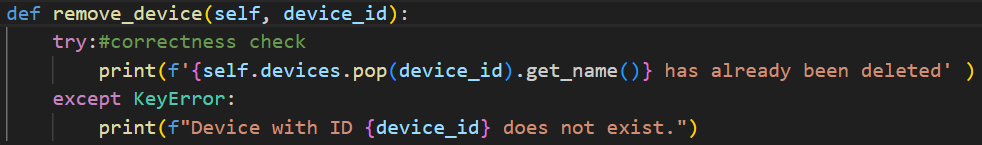 def remove_device(self, device_id):
    try:#correctness check
        print(f'{self.devices.pop(device_id).get_name()} has already been deleted' )
    except KeyError:
        print(f"Device with ID {device_id} does not exist.")